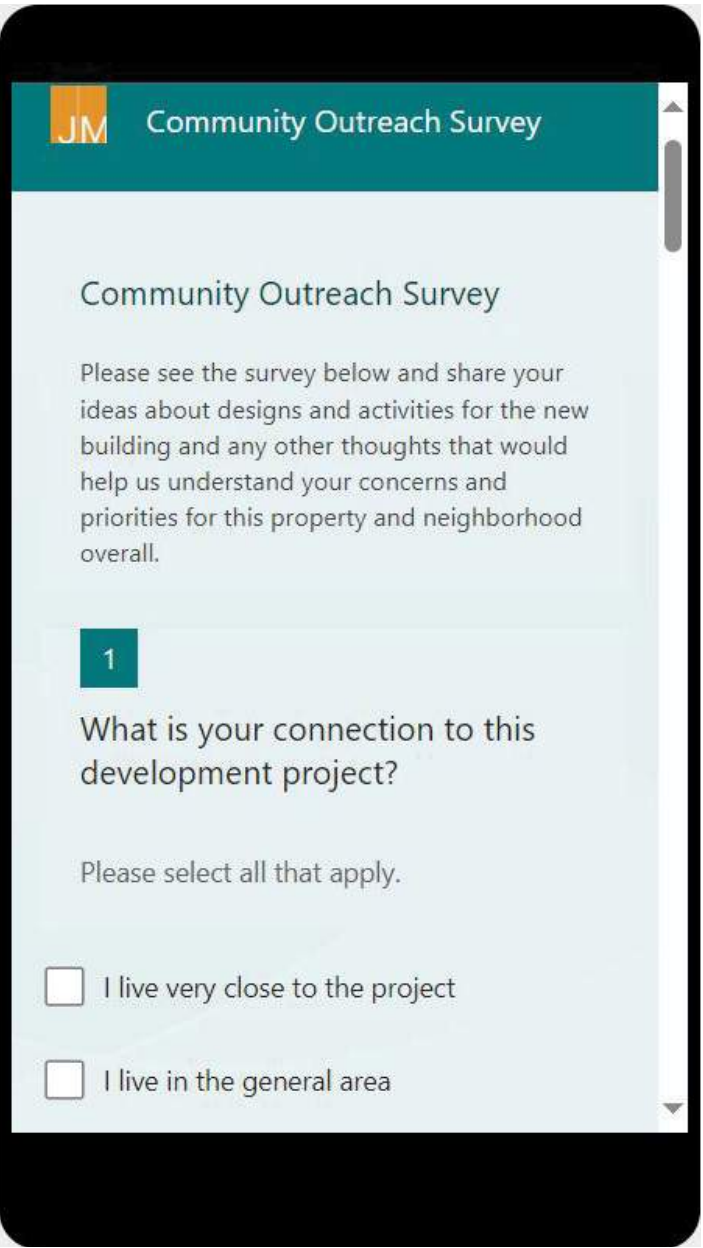 JM
Community Outreach Survey
Community Outreach Survey
Please see the survey below and share your
ideas about designs and activities for the new
building and any other thoughts that would
help us understand your concerns and
priorities for this property and neighborhood
overall.
1
What is your connection to this
development project?
Please select all that apply.
I live very close to the project
I live in the general area